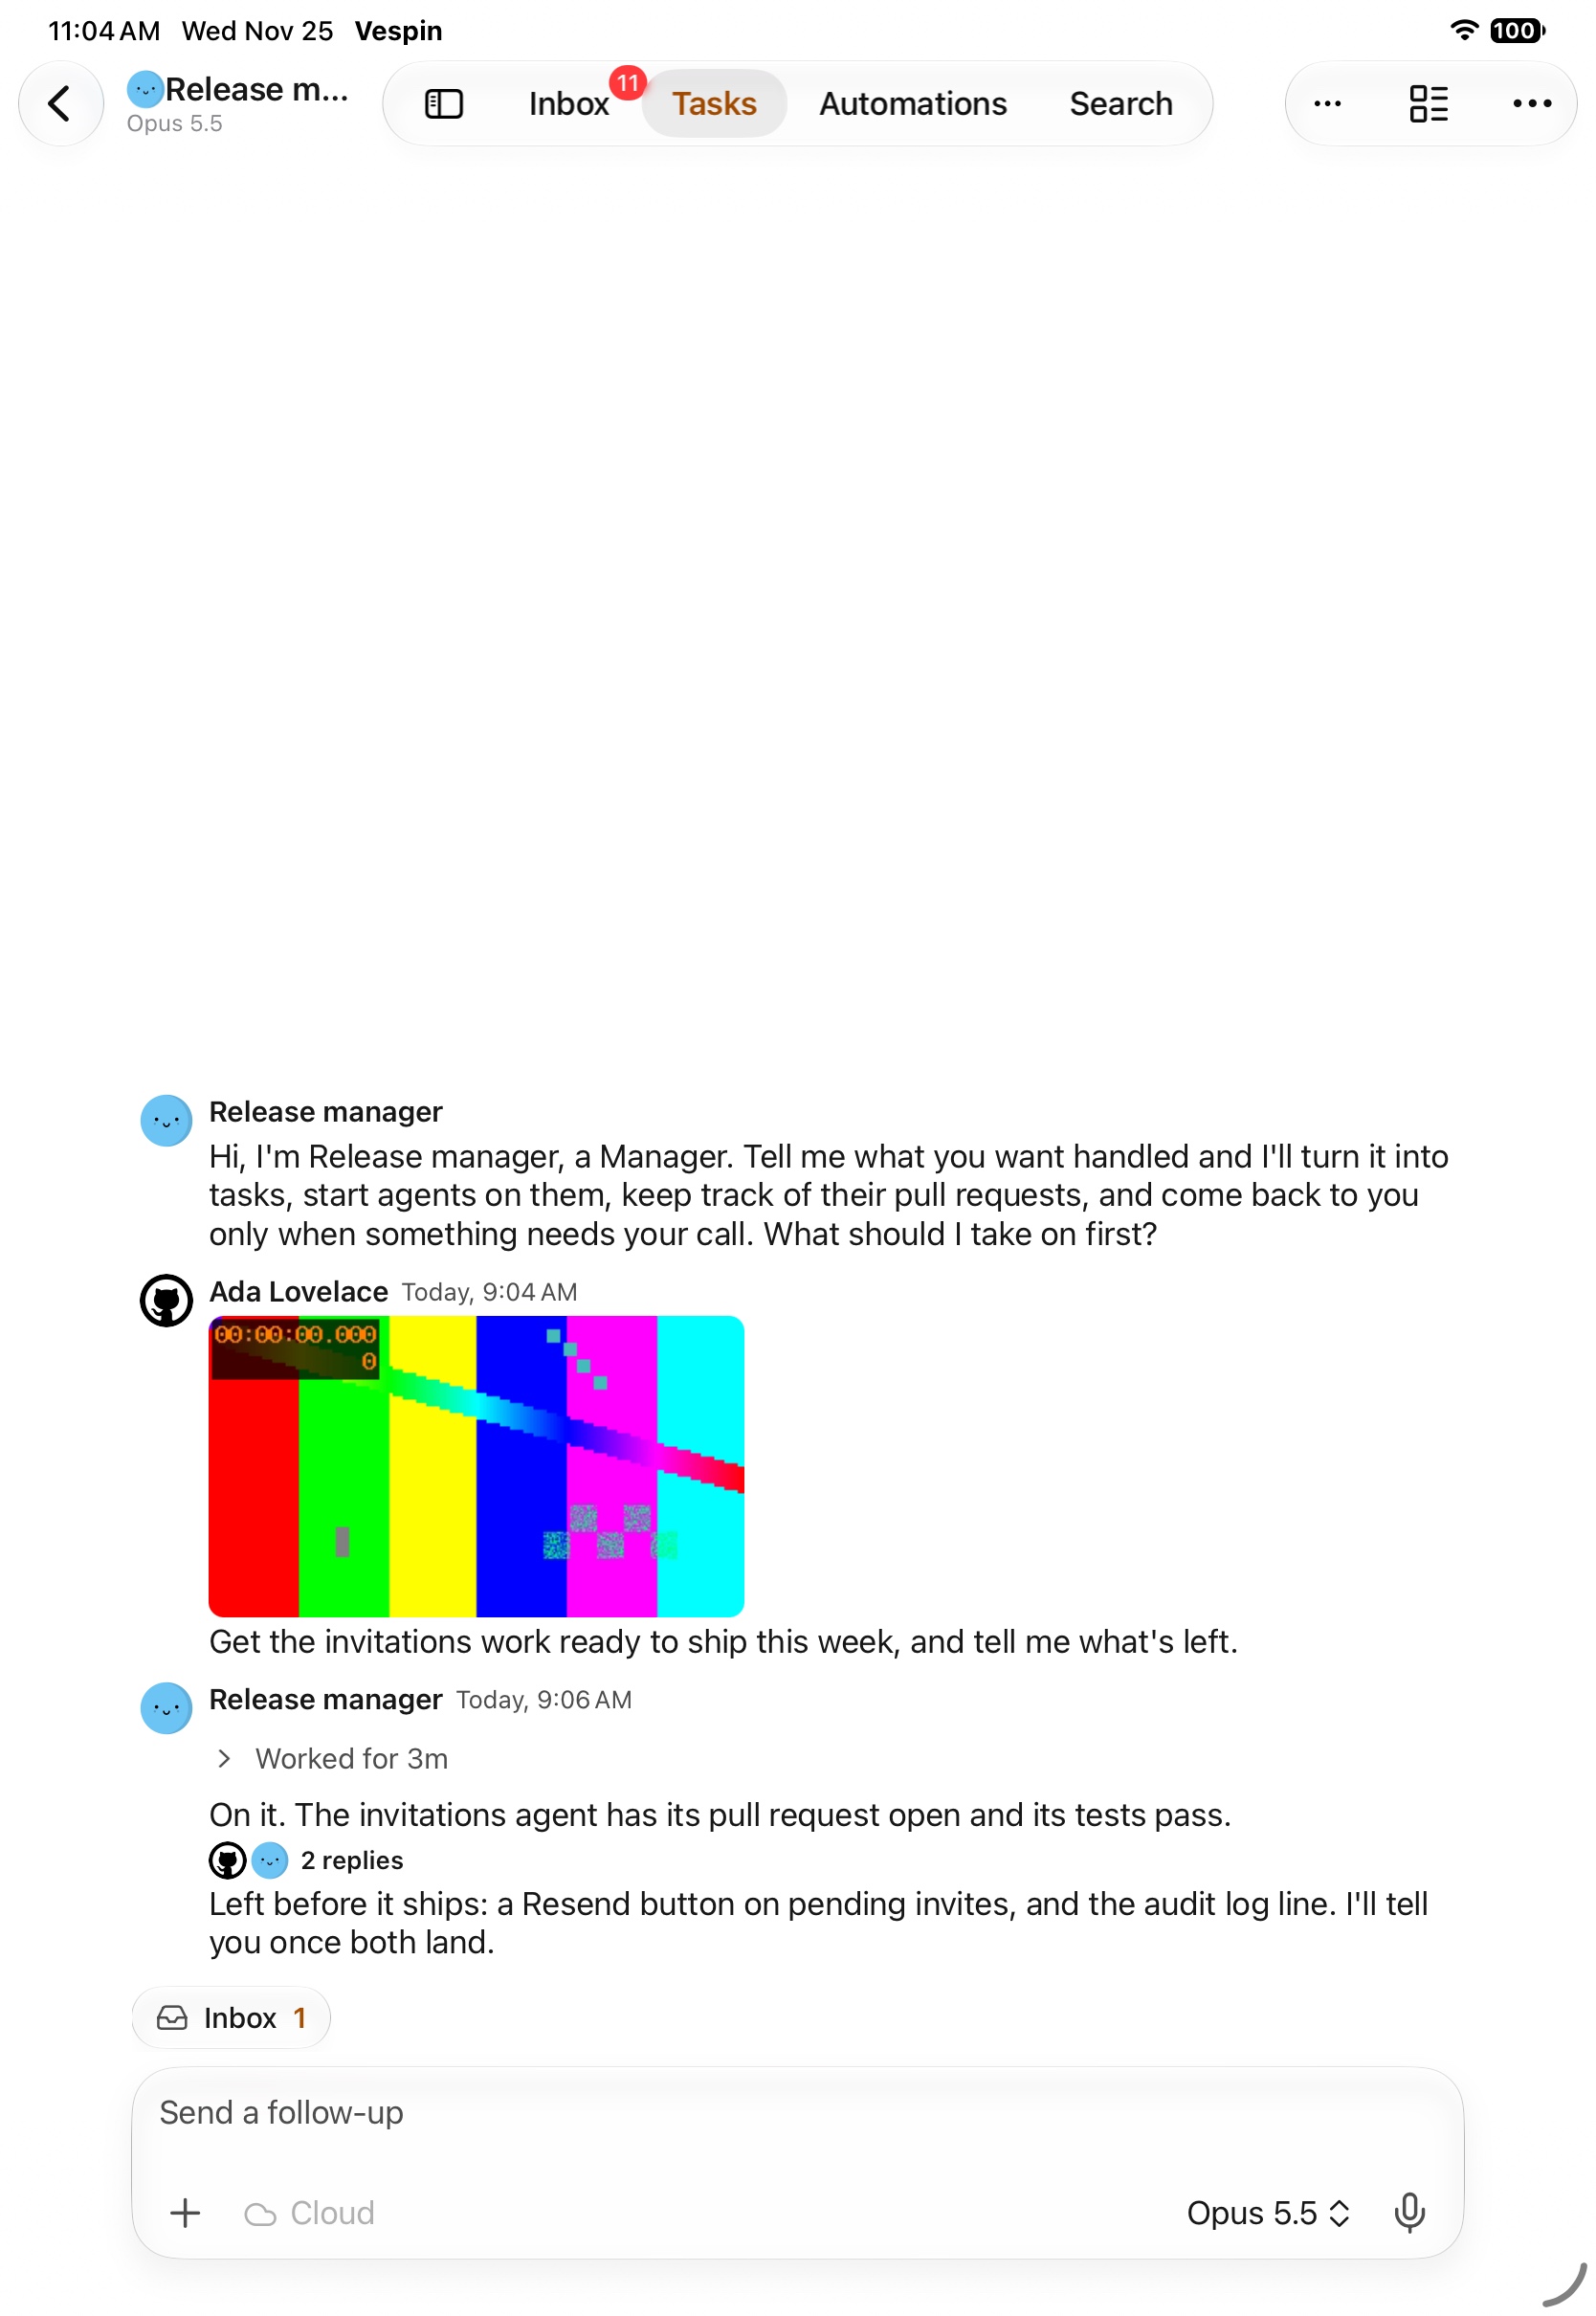 11:04 AM Wed Nov 25 Vespin
100
Release m...
Opus 5.5
Inbox
11
Tasks
Automations
Search
Release manager
Hi, I'm Release manager, a Manager. Tell me what you want handled and I'll turn it into
tasks, start agents on them, keep track of their pull requests, and come back to you
only when something needs your call. What should I take on first?
Ada Lovelace Today, 9:04 AM
00:00:00.000
0
Get the invitations work ready to ship this week, and tell me what's left.
Release manager Today, 9:06 AM
Worked for 3m
On it. The invitations agent has its pull request open and its tests pass.
2 replies
Left before it ships: a Resend button on pending invites, and the audit log line. I'll tell
you once both land.
Inbox 1
Send a follow-up
Cloud
Opus 5.5